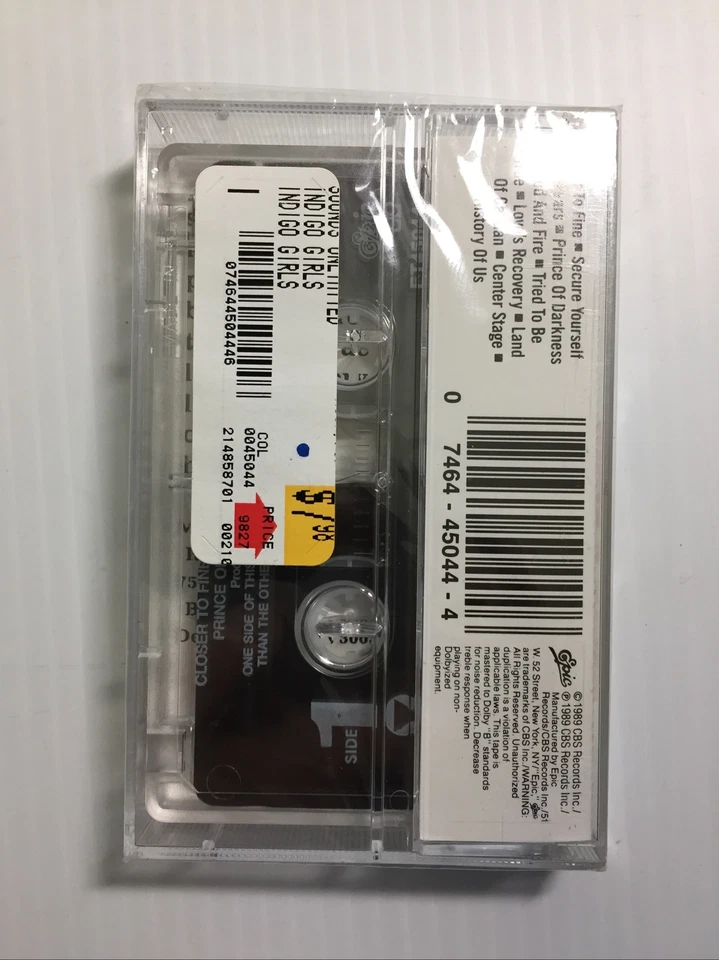 To Fine ■ Secure Yourself
■ Prince Of Darkness
And Fire ■ Tried To Be
■ Love's Recovery ■ Land
Of ■ Center Stage ■
History Of Us
0 7464-45044-4
Epic
©1989 CBS Records Inc./
℗ 1989 CBS Records Inc./
Manufactured by Epic
Records/CBS Records Inc./51
W. 52 Street, New York, NY/"Epic,"
are trademarks of CBS Inc./WARNING:
All Rights Reserved. Unauthorized
duplication is a violation of
applicable laws. This tape is
mastered to Dolby "B" standards
for noise reduction. Decrease
treble response when
playing on non-
Dolbyized
equipment.
SOUNDS UNLIMITED
INDIGO GIRLS
INDIGO GIRLS
I
074644504446
COL
0045044
214858701 00210
PRICE
9827
$7.98
CLOSER TO FINE
PRINCE O
ONE SIDE OF THIS
THAN THE OTHE
SIDE 1